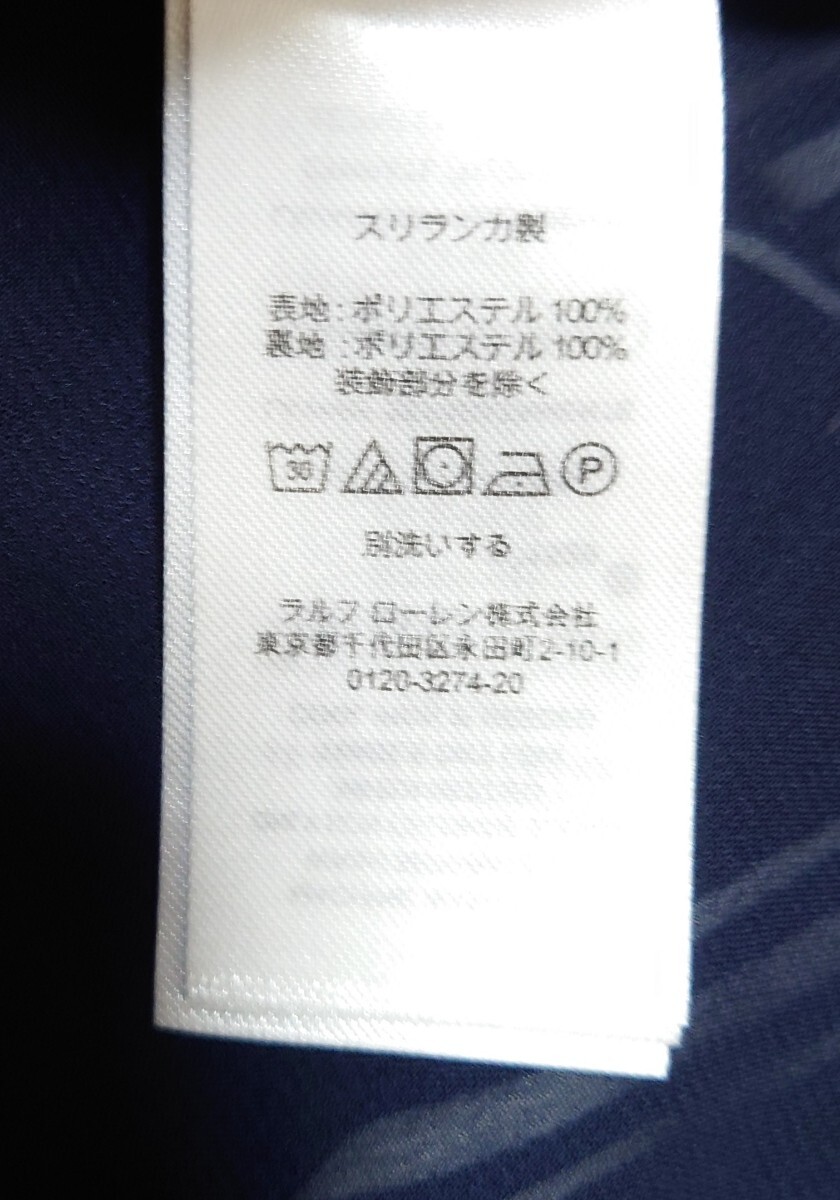 スリランカ製
表地 : ポリエステル 100%
裏地 : ポリエステル 100%
装飾部分を除く
30 P
別洗いする
ラルフ ローレン株式会社
東京都千代田区永田町2-10-1
0120-3274-20